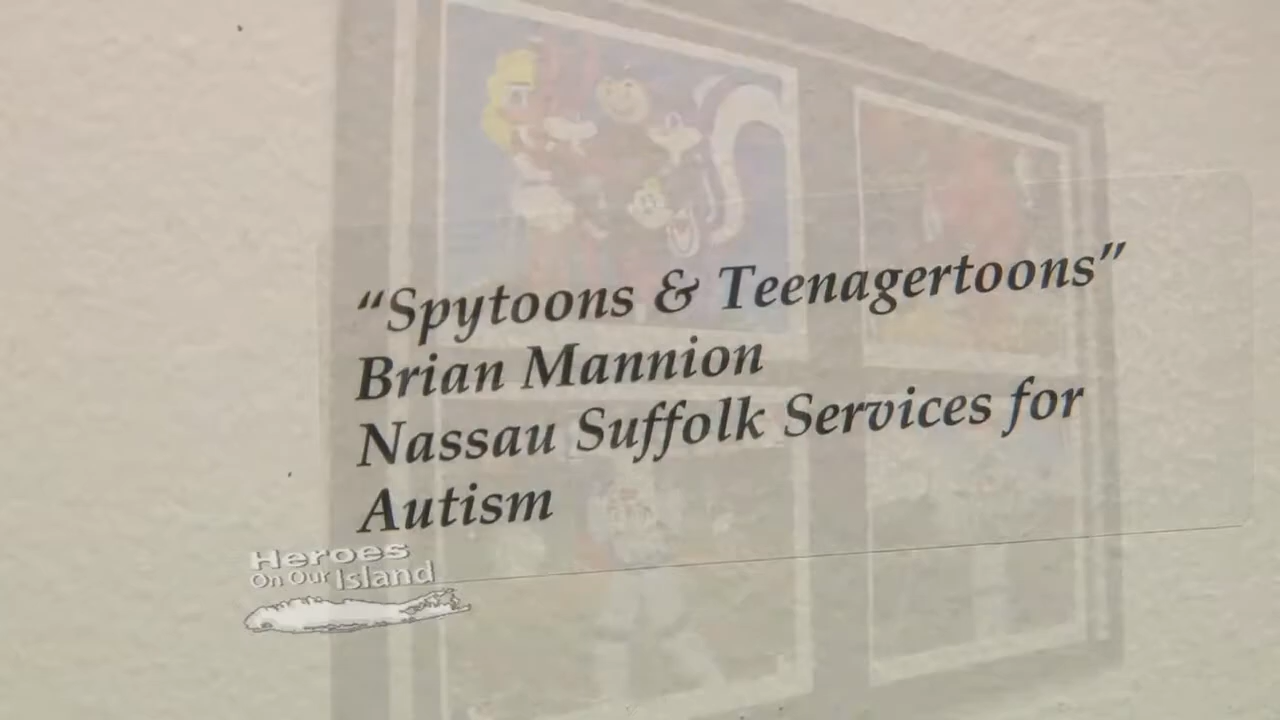 “Spytoons & Teenagertoons”
Brian Mannion
Nassau Suffolk Services for
Autism
Heroes
On Our Island